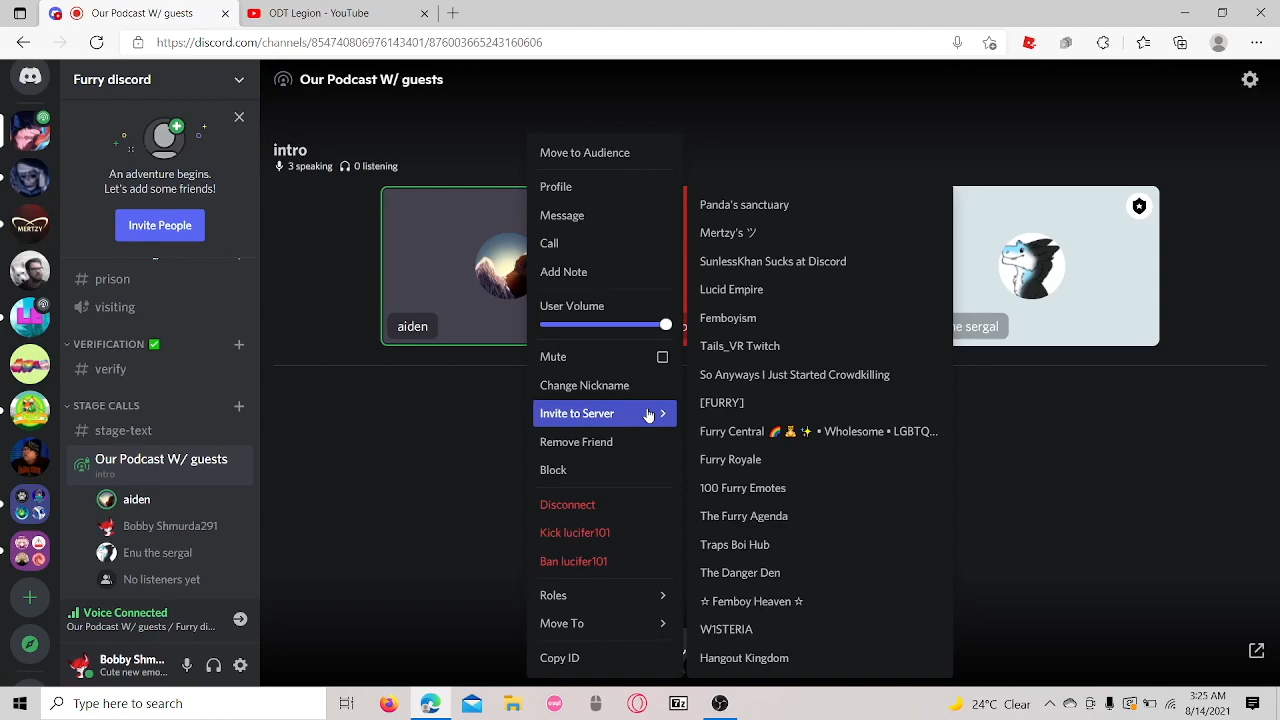 ODT Legion - YouTube
https://discord.com/channels/854740806976143401/876003665243160606
Furry discord
Our Podcast W/ guests
An adventure begins.
Let's add some friends!
Invite People
prison
visiting
VERIFICATION ✅
verify
STAGE CALLS
stage-text
Our Podcast W/ guests
intro
aiden
Bobby Shmurda291
Enu the sergal
No listeners yet
Voice Connected
Our Podcast W/ guests / Furry di...
Bobby Shm...
Cute new emo...
intro
3 speaking 0 listening
aiden
he sergal
Move to Audience
Profile
Message
Call
Add Note
User Volume
Mute
Change Nickname
Invite to Server
Remove Friend
Block
Disconnect
Kick lucifer101
Ban lucifer101
Roles
Move To
Copy ID
Panda's sanctuary
Mertzy's ツ
SunlessKhan Sucks at Discord
Lucid Empire
Femboyism
Tails_VR Twitch
So Anyways I Just Started Crowdkilling
[FURRY]
Furry Central 🌈🧸✨ • Wholesome • LGBTQ...
Furry Royale
100 Furry Emotes
The Furry Agenda
Traps Boi Hub
The Danger Den
☆ Femboy Heaven ☆
W1STERIA
Hangout Kingdom
MERTZY
Type here to search
osu!
7z
24°C Clear
3:25 AM
8/14/2021